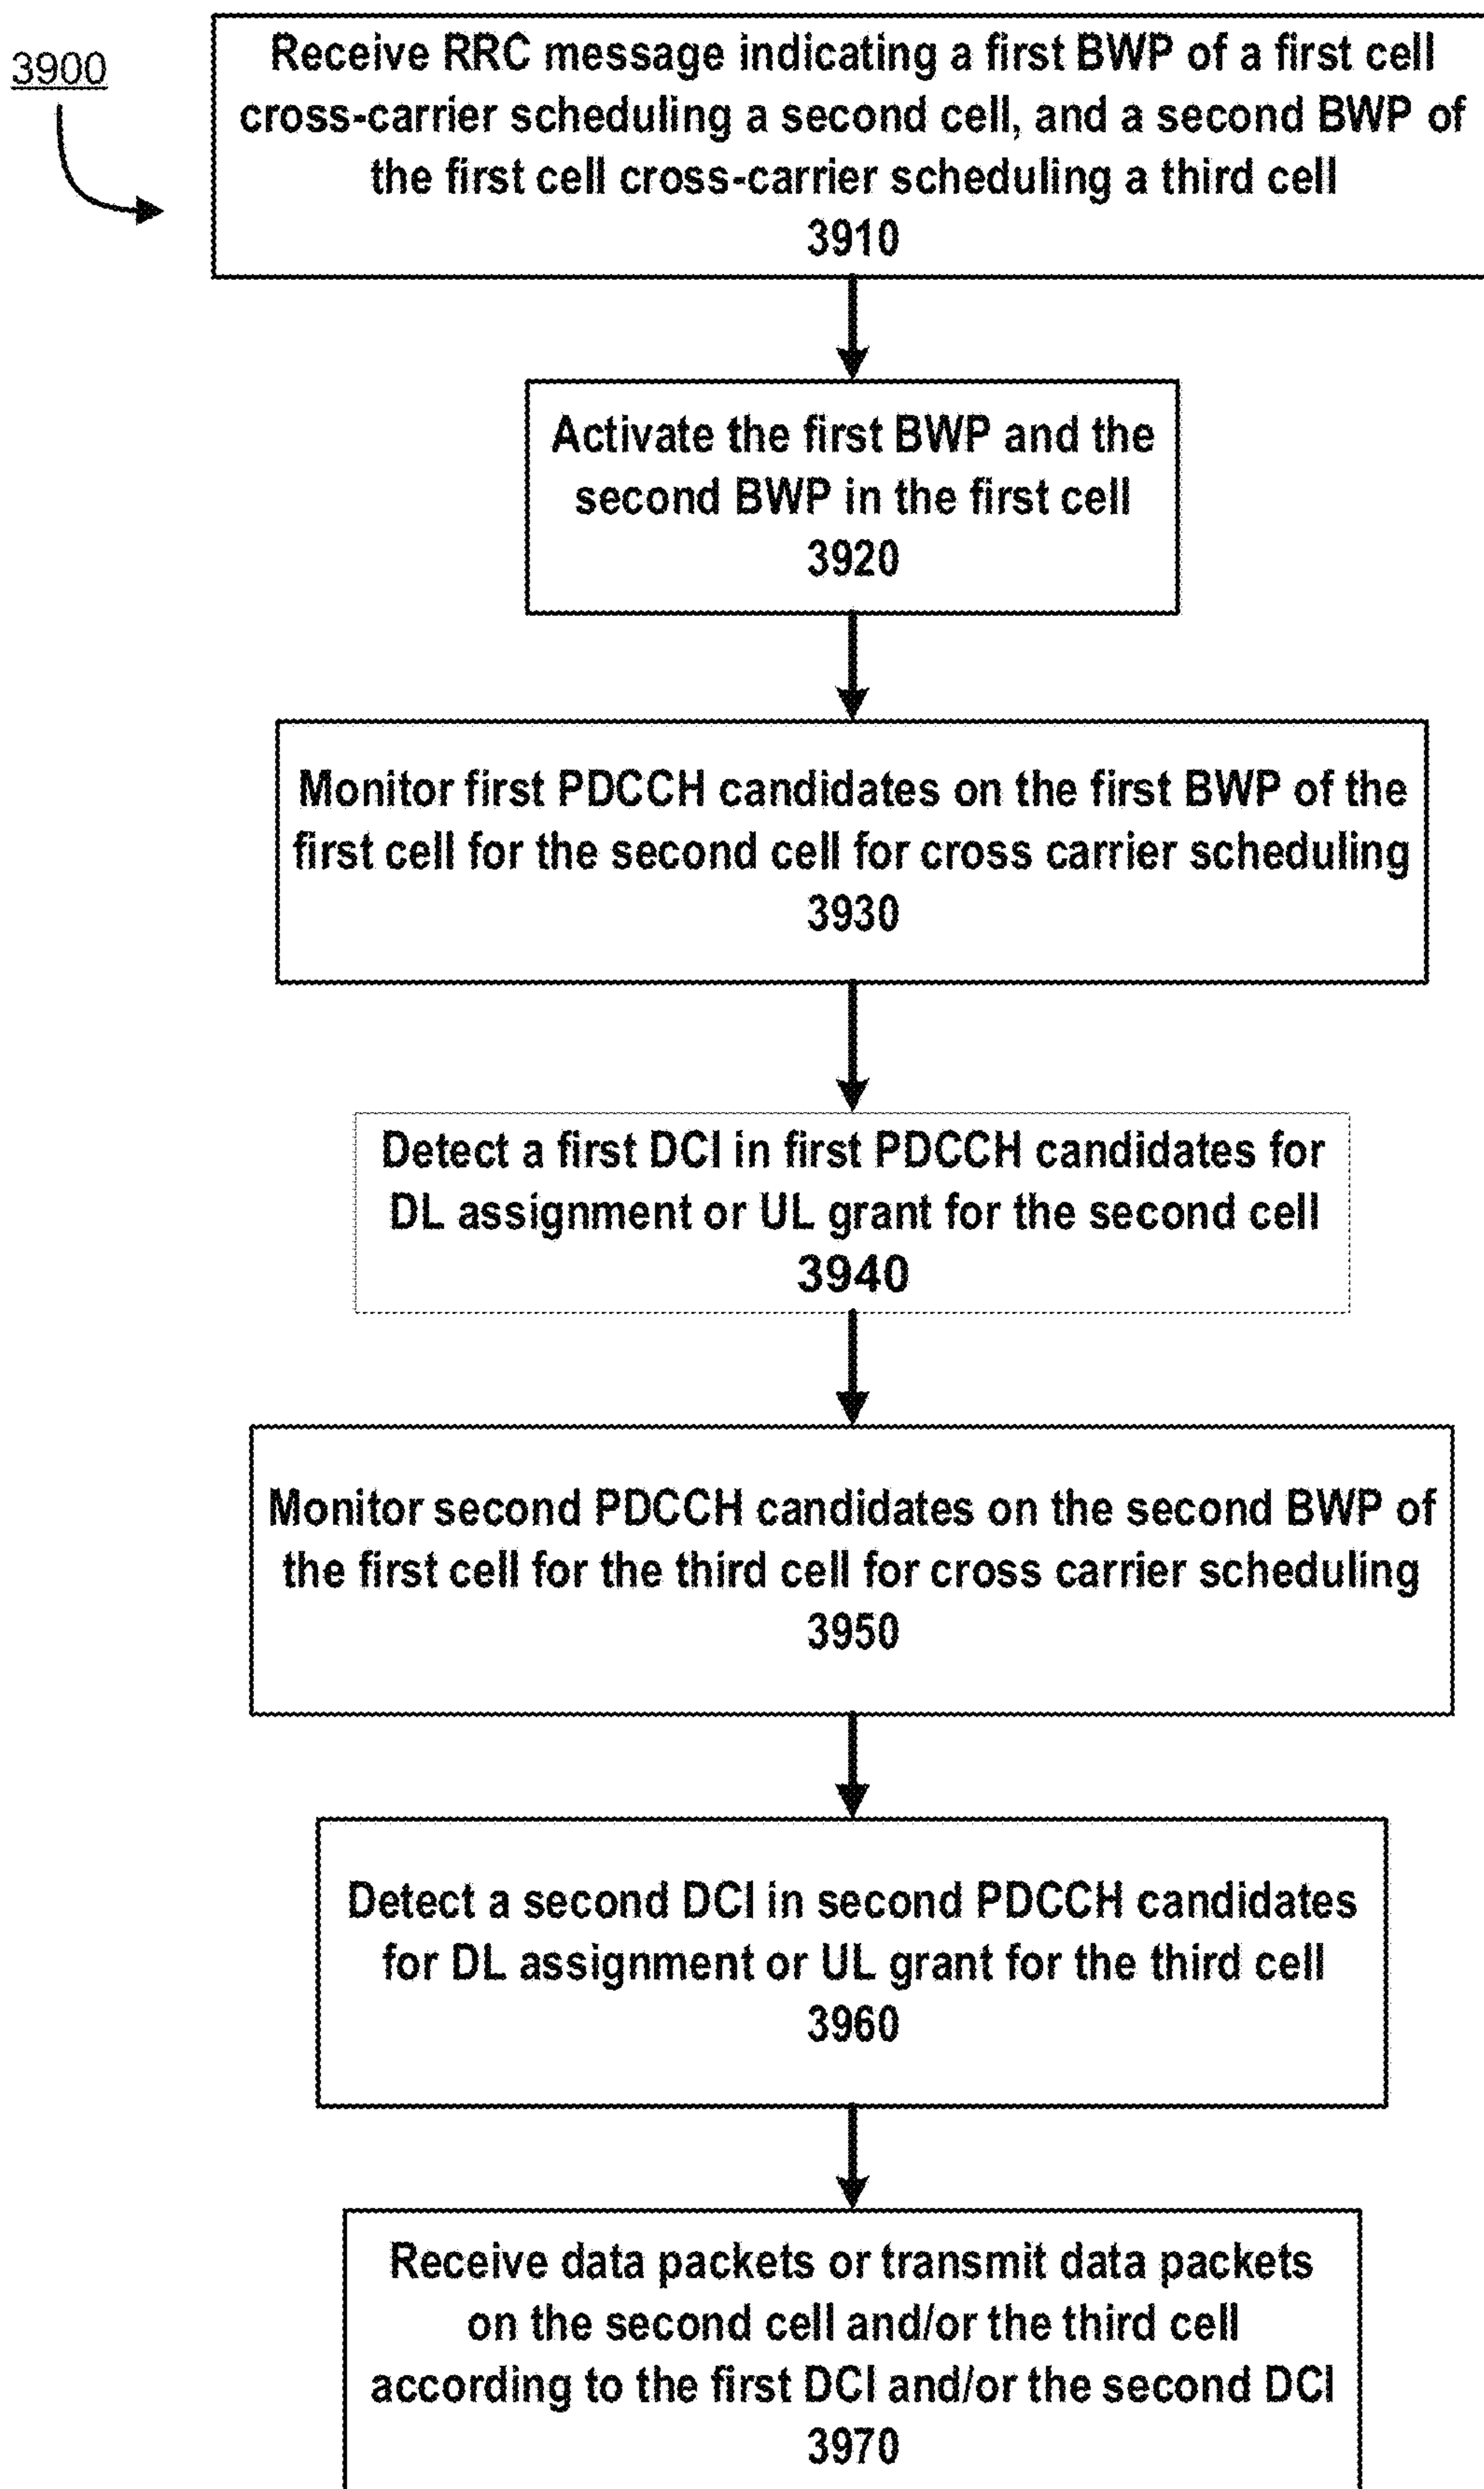 3900
Receive RRC message indicating a first BWP of a first cell
cross-carrier scheduling a second cell, and a second BWP of
the first cell cross-carrier scheduling a third cell
3910
Activate the first BWP and the
second BWP in the first cell
3920
Monitor first PDCCH candidates on the first BWP of the
first cell for the second cell for cross carrier scheduling
3930
Detect a first DCI in first PDCCH candidates for
DL assignment or UL grant for the second cell
3940
Monitor second PDCCH candidates on the second BWP of
the first cell for the third cell for cross carrier scheduling
3950
Detect a second DCI in second PDCCH candidates
for DL assignment or UL grant for the third cell
3960
Receive data packets or transmit data packets
on the second cell and/or the third cell
according to the first DCI and/or the second DCI
3970